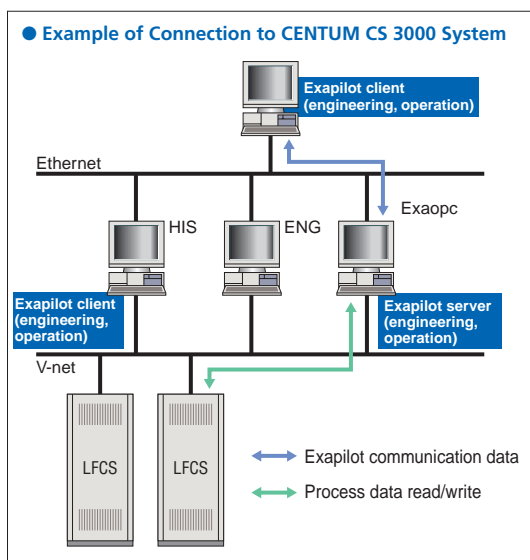 ● Example of Connection to CENTUM CS 3000 System
Exapilot client
(engineering, operation)
Ethernet
Exaopc
HIS
ENG
Exapilot client
(engineering,
operation)
Exapilot server
(engineering,
operation)
V-net
LFCS
LFCS
Exapilot communication data
Process data read/write